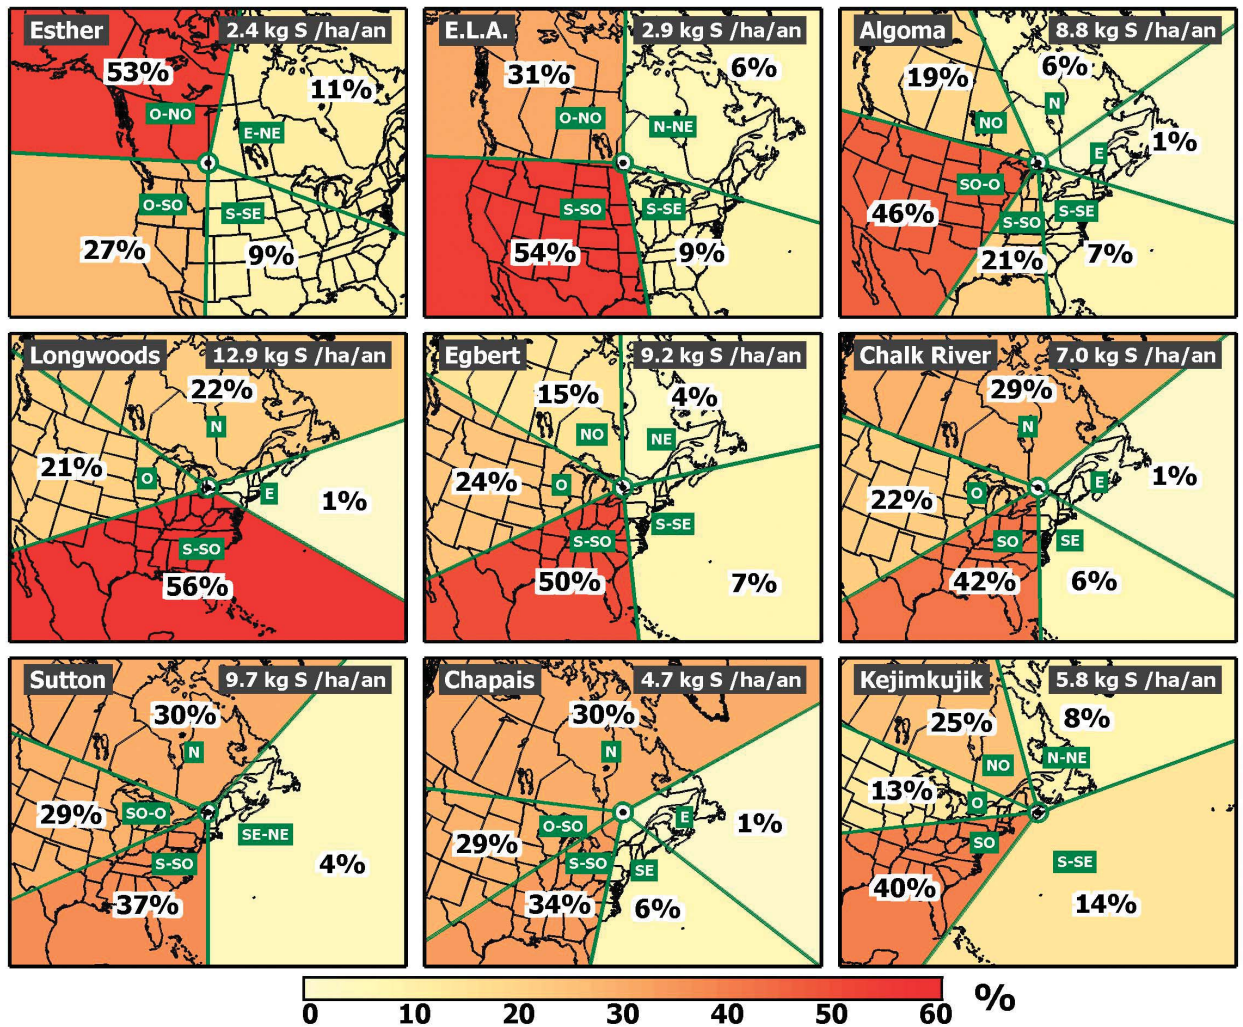 Esther
2.4 kg S /ha/an
53%
11%
O-NO
E-NE
O-SO
S-SE
27%
9%
E.L.A.
2.9 kg S /ha/an
31%
6%
O-NO
N-NE
S-SO
S-SE
54%
9%
Algoma
8.8 kg S /ha/an
19%
6%
N
NO
1%
E
SO-O
46%
S-SO
S-SE
21%
7%
Longwoods
12.9 kg S /ha/an
22%
N
21%
O
E
1%
S-SO
56%
Egbert
9.2 kg S /ha/an
15%
4%
NO
NE
24%
O
S-SE
S-SO
50%
7%
Chalk River
7.0 kg S /ha/an
29%
N
1%
22%
O
E
SO
SE
42%
6%
Sutton
9.7 kg S /ha/an
30%
N
29%
SO-O
SE-NE
S-SO
4%
37%
Chapais
4.7 kg S /ha/an
30%
N
O-SO
E
1%
29%
S-SO
SE
34%
6%
Kejimkujik
5.8 kg S /ha/an
25%
8%
NO
N-NE
13%
O
SO
S-SE
40%
14%
0 10 20 30 40 50 60 %